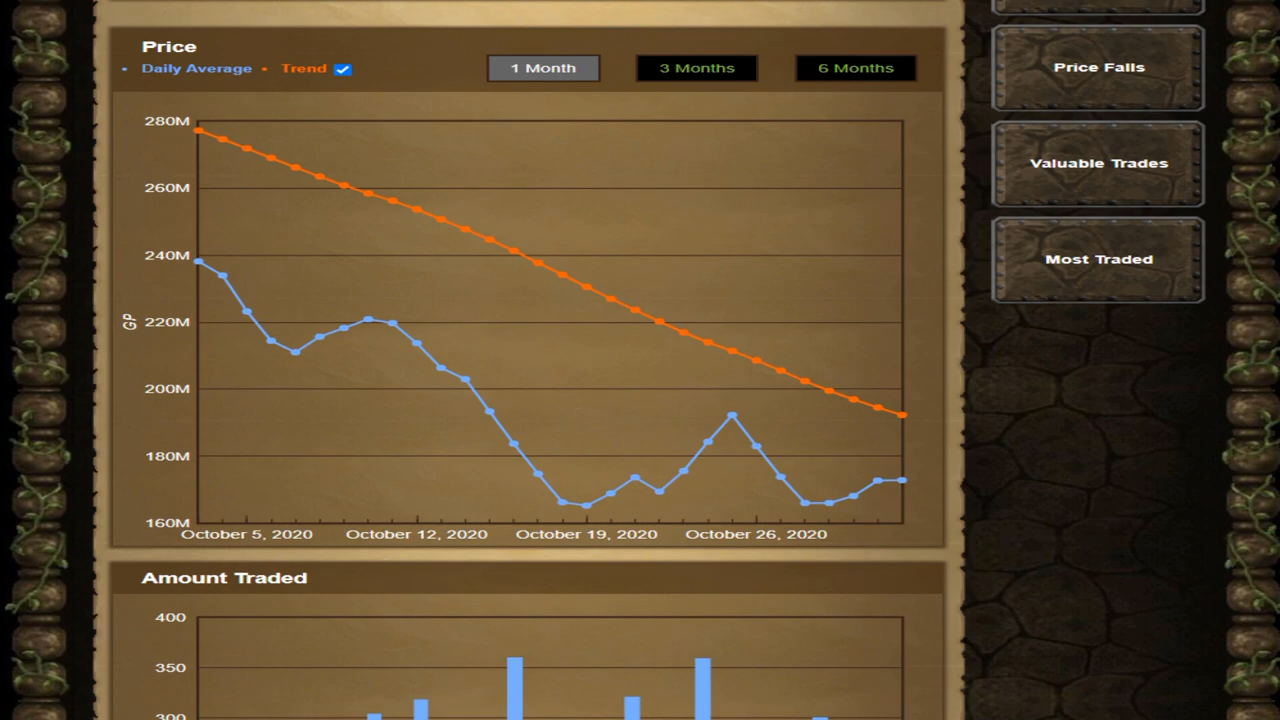 Price
• Daily Average • Trend
1 Month
3 Months
6 Months
280M
260M
240M
220M
200M
180M
160M
GP
October 5, 2020
October 12, 2020
October 19, 2020
October 26, 2020
Amount Traded
400
350
300
Price Falls
Valuable Trades
Most Traded